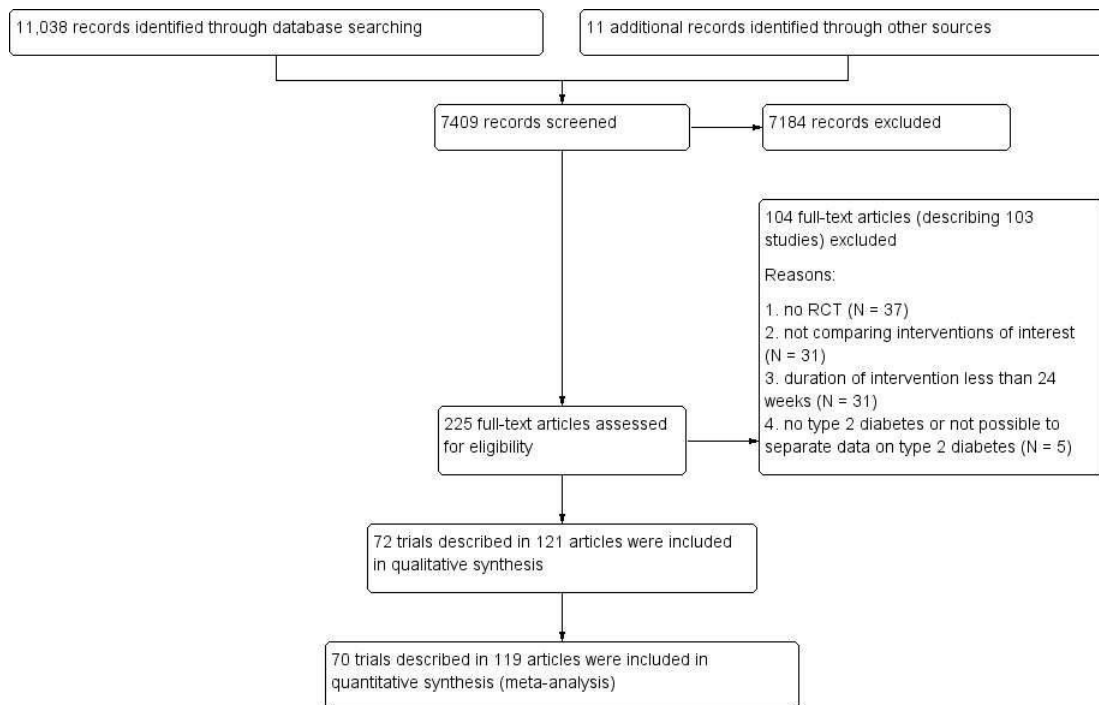 11,038 records identified through database searching
11 additional records identified through other sources
7409 records screened
7184 records excluded
104 full-text articles (describing 103
studies) excluded
Reasons:
1. no RCT (N = 37)
2. not comparing interventions of interest
(N = 31)
3. duration of intervention less than 24
weeks (N = 31)
4. no type 2 diabetes or not possible to
separate data on type 2 diabetes (N = 5)
225 full-text articles assessed
for eligibility
72 trials described in 121 articles were included
in qualitative synthesis
70 trials described in 119 articles were included in
quantitative synthesis (meta-analysis)